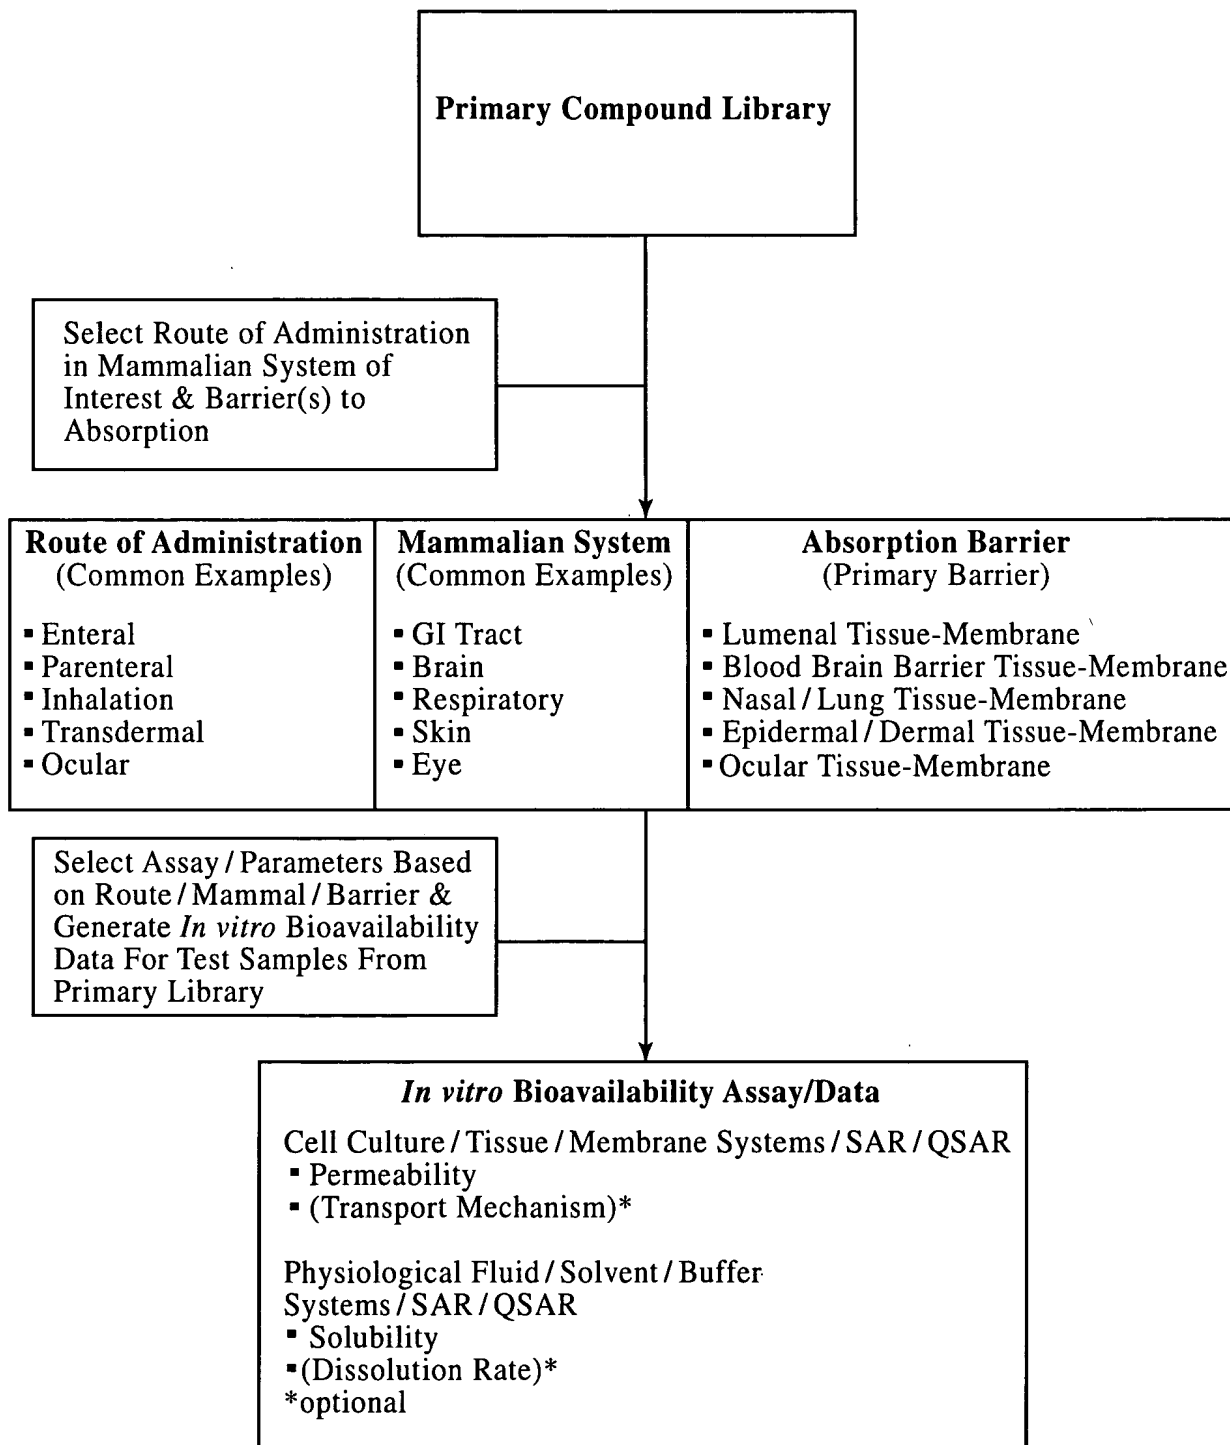 Primary Compound Library
Select Route of Administration
in Mammalian System of
Interest & Barrier(s) to
Absorption
Route of Administration
(Common Examples)
▪ Enteral
▪ Parenteral
▪ Inhalation
▪ Transdermal
▪ Ocular
Mammalian System
(Common Examples)
▪ GI Tract
▪ Brain
▪ Respiratory
▪ Skin
▪ Eye
Absorption Barrier
(Primary Barrier)
▪ Lumenal Tissue-Membrane
▪ Blood Brain Barrier Tissue-Membrane
▪ Nasal/Lung Tissue-Membrane
▪ Epidermal/Dermal Tissue-Membrane
▪ Ocular Tissue-Membrane
Select Assay/Parameters Based
on Route/Mammal/Barrier &
Generate In vitro Bioavailability
Data For Test Samples From
Primary Library
In vitro Bioavailability Assay/Data
Cell Culture/Tissue/Membrane Systems/SAR/QSAR
▪ Permeability
▪ (Transport Mechanism)*
Physiological Fluid/Solvent/Buffer
Systems/SAR/QSAR
▪ Solubility
▪ (Dissolution Rate)*
*optional